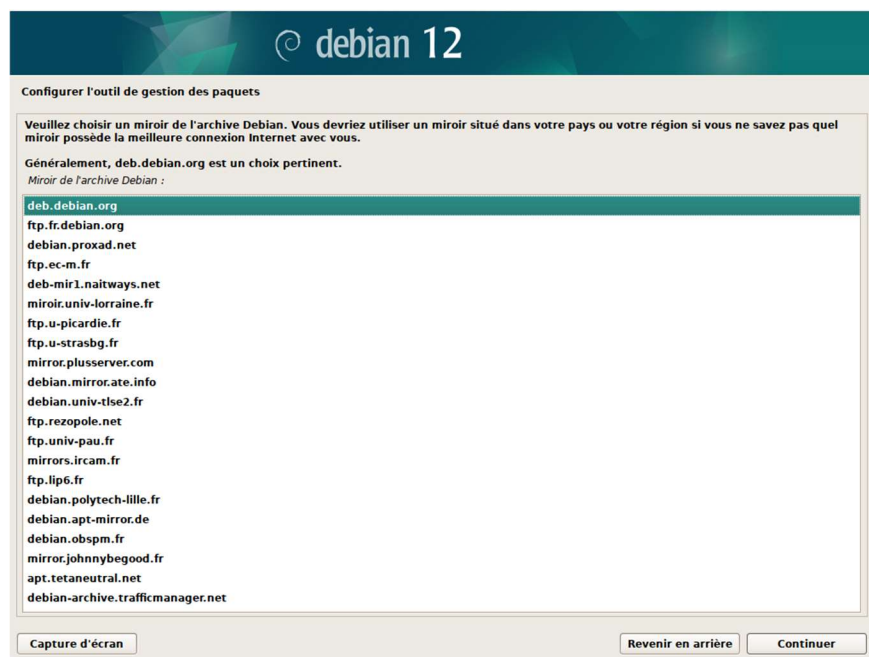 debian 12
Configurer l'outil de gestion des paquets
Veuillez choisir un miroir de l'archive Debian. Vous devriez utiliser un miroir situé dans votre pays ou votre région si vous ne savez pas quel
miroir possède la meilleure connexion Internet avec vous.
Généralement, deb.debian.org est un choix pertinent.
Miroir de l'archive Debian :
deb.debian.org
ftp.fr.debian.org
debian.proxad.net
ftp.ec-m.fr
deb-mir1.naitways.net
miroir.univ-lorraine.fr
ftp.u-picardie.fr
ftp.u-strasbg.fr
mirror.plusserver.com
debian.mirror.ate.info
debian.univ-tlse2.fr
ftp.rezopole.net
ftp.univ-pau.fr
mirrors.ircam.fr
ftp.lip6.fr
debian.polytech-lille.fr
debian.apt-mirror.de
debian.obspm.fr
mirror.johnnybegood.fr
apt.tetaneutral.net
debian-archive.trafficmanager.net
Capture d'écran Revenir en arrière Continuer